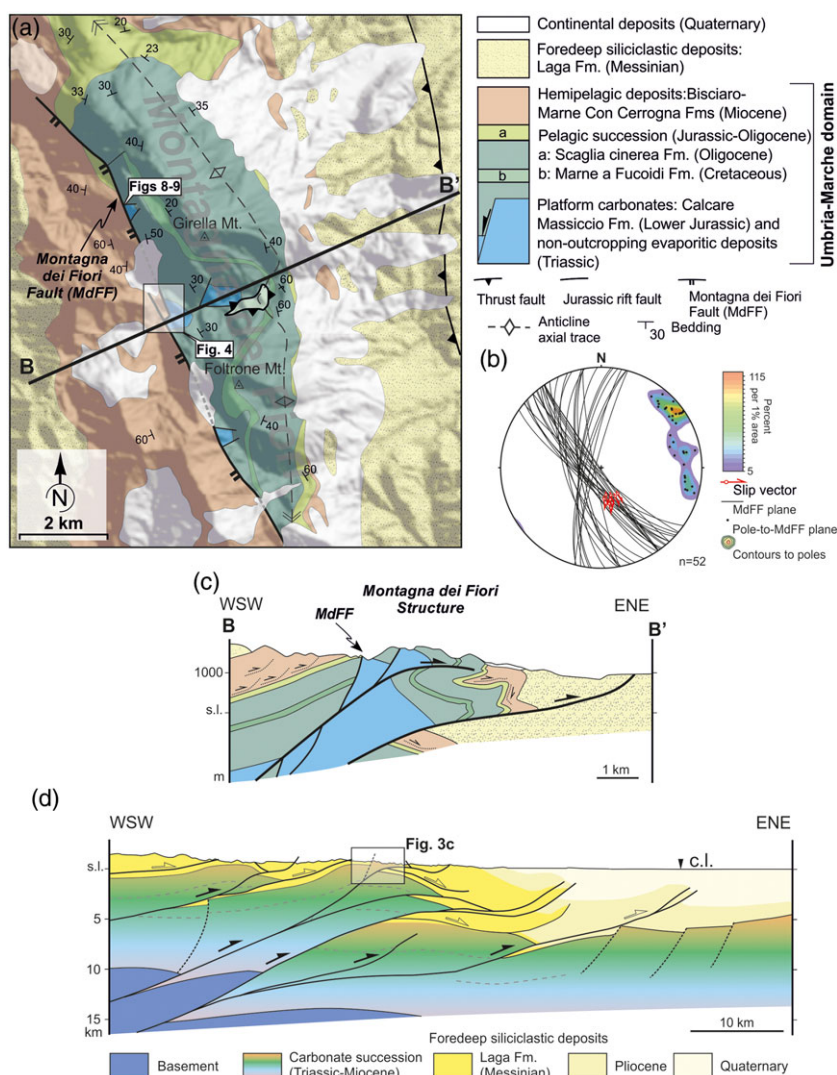 (a)
20
23
30
30
33
35
40
40
Figs 8-9
B'
20
Girella Mt.
50
40
60
40
Montagna
dei Fiori
Fault (MdFF)
30
60
60
30
Fig. 4
B
Foltrone Mt.
40
60
60
N
2 km
Continental deposits (Quaternary)
Foredeep siliciclastic deposits:
Laga Fm. (Messinian)
Hemipelagic deposits:Bisciaro-
Marne Con Cerrogna Fms (Miocene)
a
Pelagic succession (Jurassic-Oligocene)
a: Scaglia cinerea Fm. (Oligocene)
b
b: Marne a Fucoidi Fm. (Cretaceous)
Platform carbonates: Calcare
Massiccio Fm. (Lower Jurassic) and
non-outcropping evaporitic deposits
(Triassic)
Umbria-Marche domain
Thrust fault
Jurassic rift fault
Montagna dei Fiori
Fault (MdFF)
Anticline
axial trace
30
Bedding
(b)
N
115
Percent
per 1% area
5
Slip vector
MdFF plane
Pole-to-MdFF plane
Contours to poles
n=52
(c)
WSW
B
MdFF
Montagna dei Fiori
Structure
ENE
B'
1000
s.l.
m
1 km
(d)
WSW
Fig. 3c
ENE
s.l.
c.l.
5
10
15
km
10 km
Foredeep siliciclastic deposits
Basement
Carbonate succession
(Triassic-Miocene)
Laga Fm.
(Messinian)
Pliocene
Quaternary